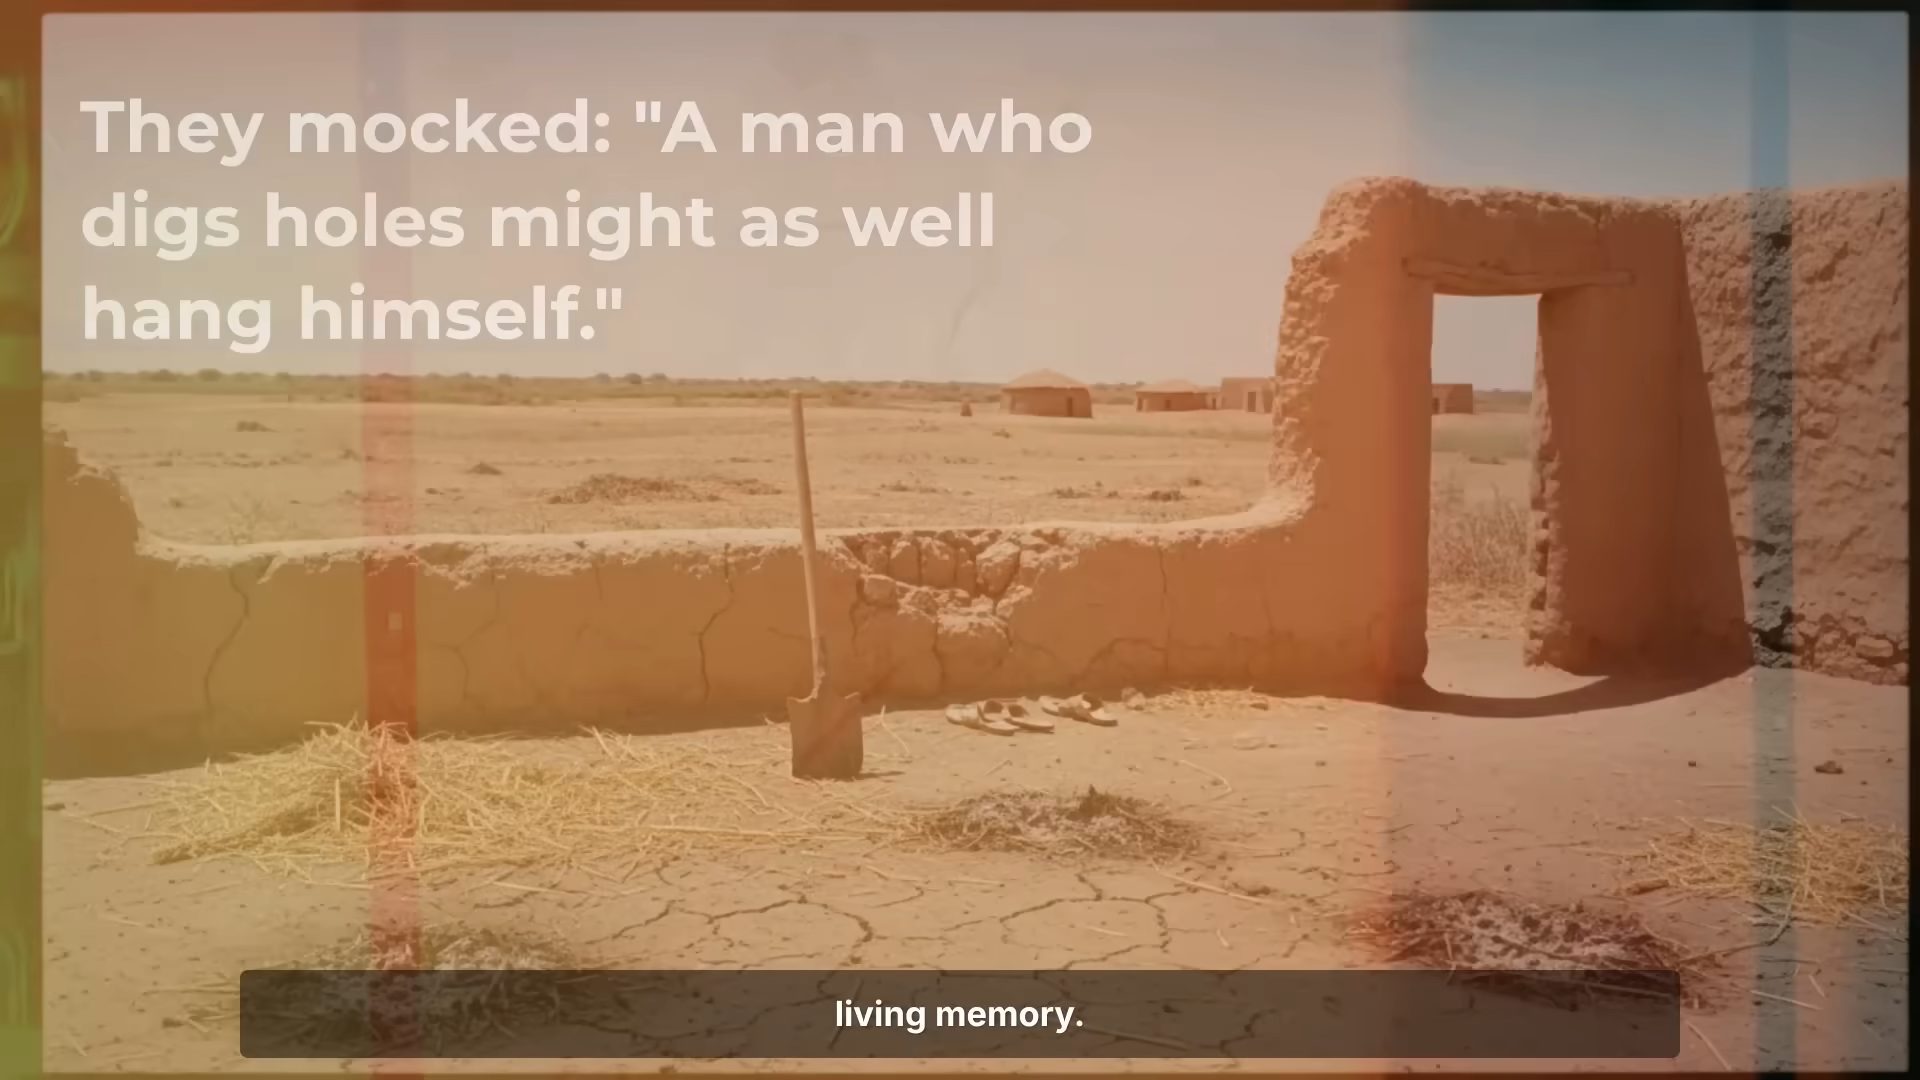 They mocked: "A man who
digs holes might as well
hang himself."
living memory.